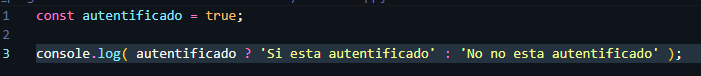 1 const autentificado = true;
2
3 console.log( autentificado ? 'Si esta autentificado' : 'No no esta autentificado' );